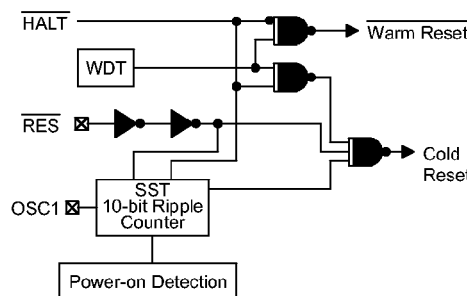 HALT
Warm Reset
WDT
RES
Cold
Reset
SST
OSC1
10-bit Ripple
Counter
Power-on Detection